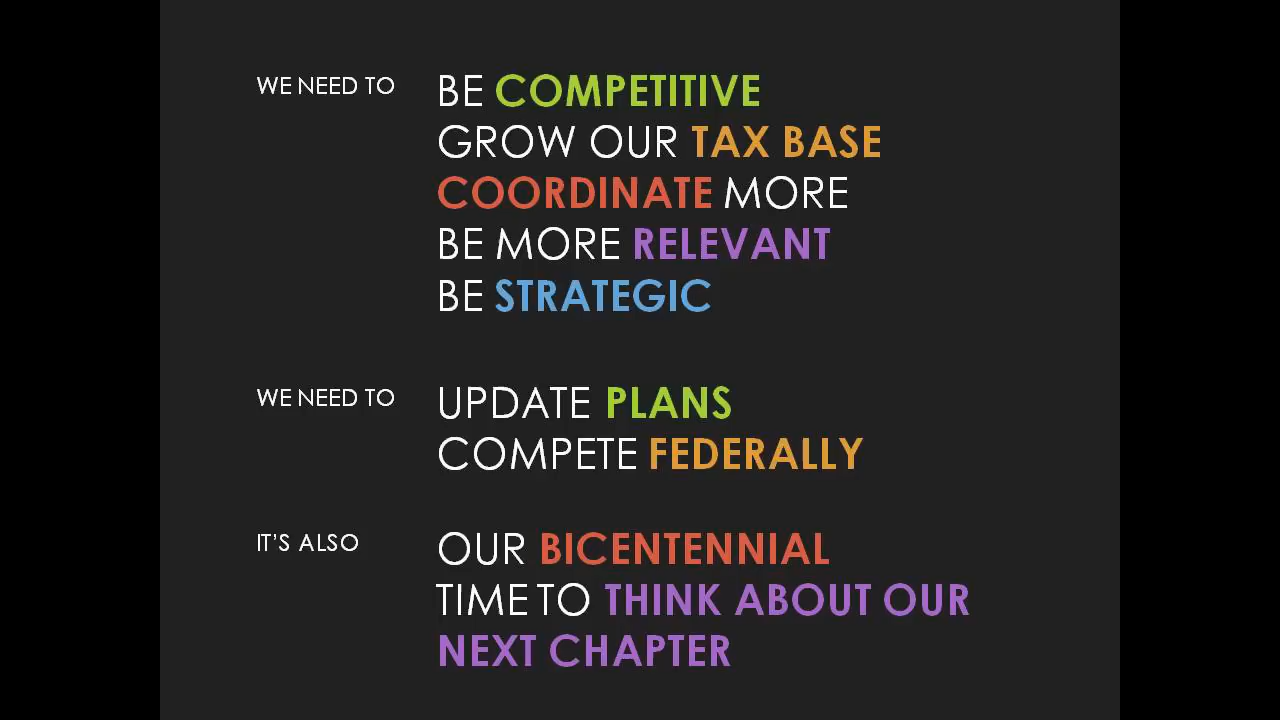 WE NEED TO BE COMPETITIVE
GROW OUR TAX BASE
COORDINATE MORE
BE MORE RELEVANT
BE STRATEGIC
WE NEED TO UPDATE PLANS
COMPETE FEDERALLY
IT'S ALSO OUR BICENTENNIAL
TIME TO THINK ABOUT OUR
NEXT CHAPTER